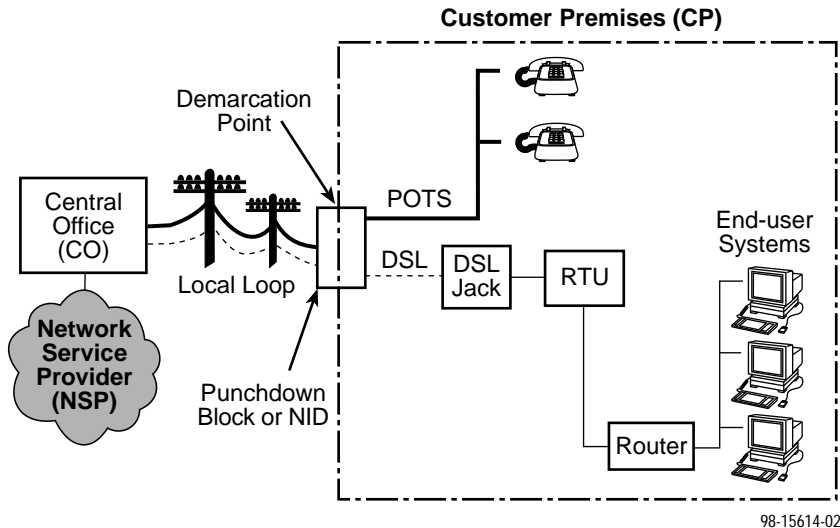 Customer Premises (CP)
Demarcation
Point
Central
Office
(CO)
Local Loop
POTS
DSL
DSL
Jack
RTU
End-user
Systems
Network
Service
Provider
(NSP)
Punchdown
Block or NID
Router
98-15614-02